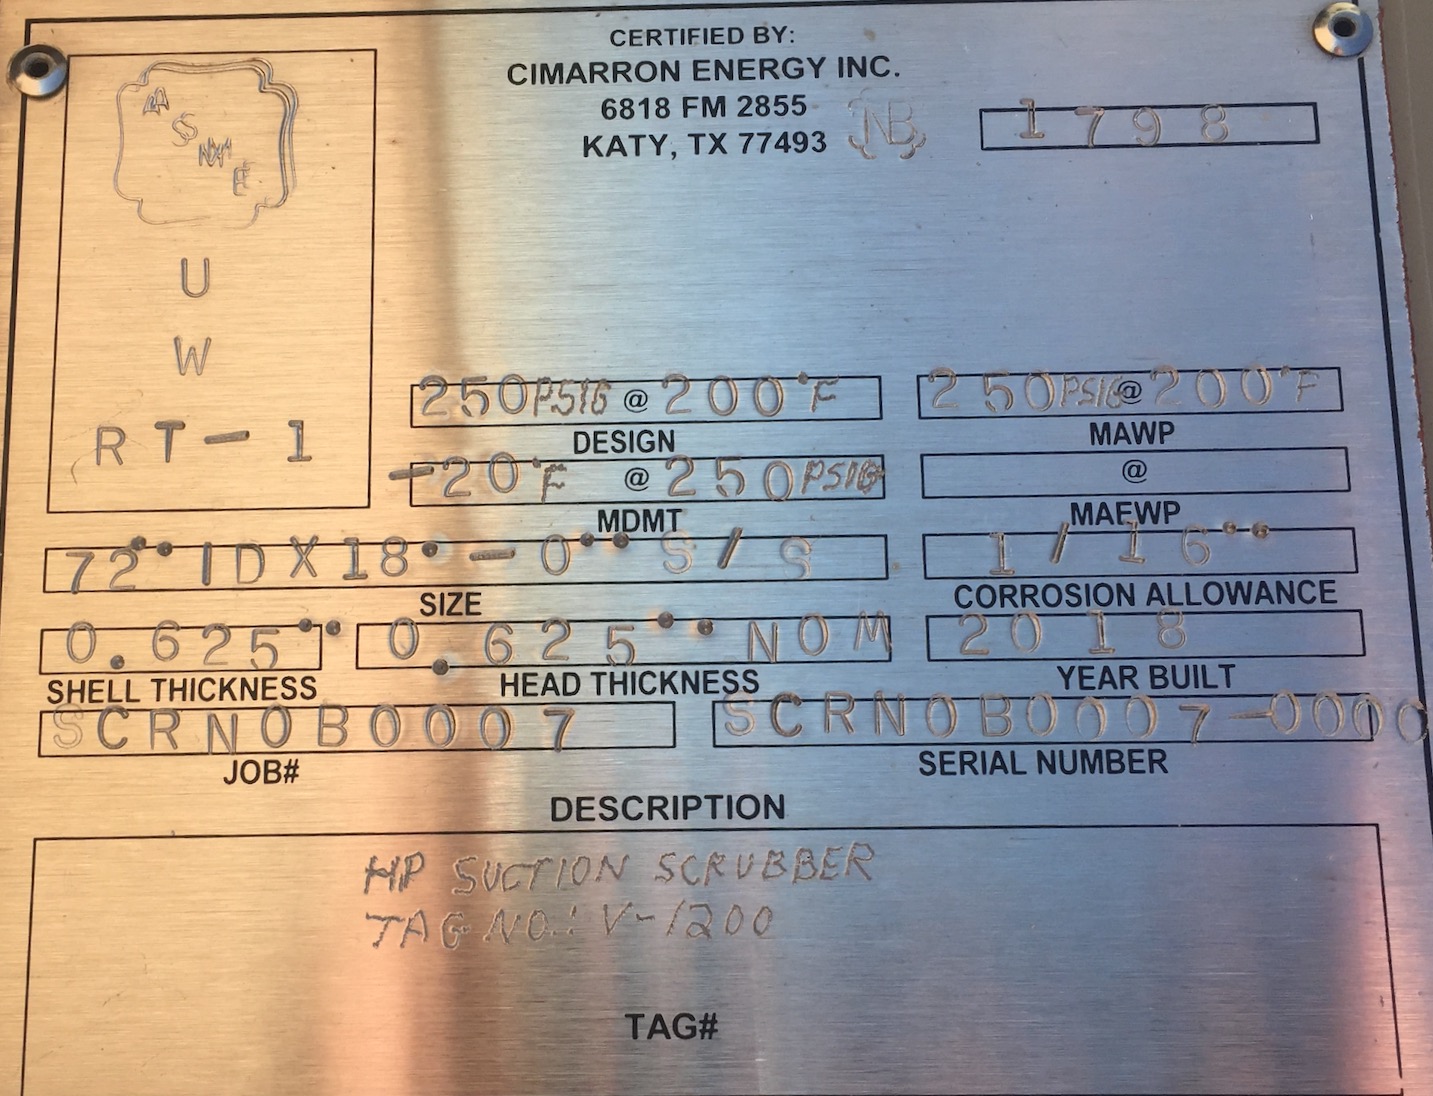 CERTIFIED BY:
CIMARRON ENERGY INC.
6818 FM 2855
KATY, TX 77493
NB 1798
ASME
U
W
RT-1
250PSIG @ 200°F
DESIGN
250PSIG @ 200°F
MAWP
-20°F @ 250PSIG
MDMT
@
MAEWP
72" ID X 18'-0" S/S
SIZE
1/16"
CORROSION ALLOWANCE
0.625"
SHELL THICKNESS
0.625" NOM
HEAD THICKNESS
2018
YEAR BUILT
SCRN0B0007
JOB#
SCRN0B0007-0000
SERIAL NUMBER
DESCRIPTION
HP SUCTION SCRUBBER
TAG NO.: V-1200
TAG#